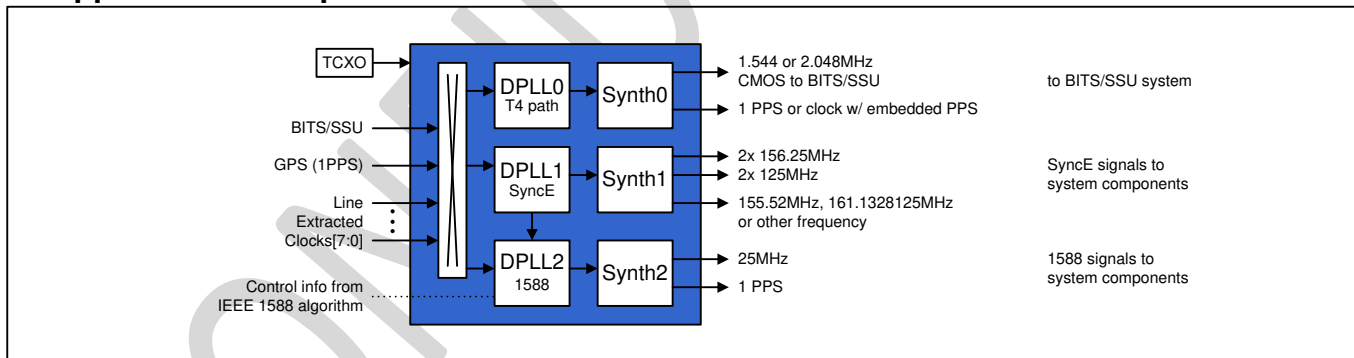 TCXO
BITS/SSU
GPS (1PPS)
Line
Extracted
Clocks[7:0]
Control info from
IEEE 1588 algorithm
DPLL0
T4 path
Synth0
DPLL1
SyncE
Synth1
DPLL2
1588
Synth2
1.544 or 2.048MHz
CMOS to BITS/SSU
1 PPS or clock w/ embedded PPS
to BITS/SSU system
2x 156.25MHz
2x 125MHz
155.52MHz, 161.1328125MHz
or other frequency
SyncE signals to
system components
25MHz
1 PPS
1588 signals to
system components